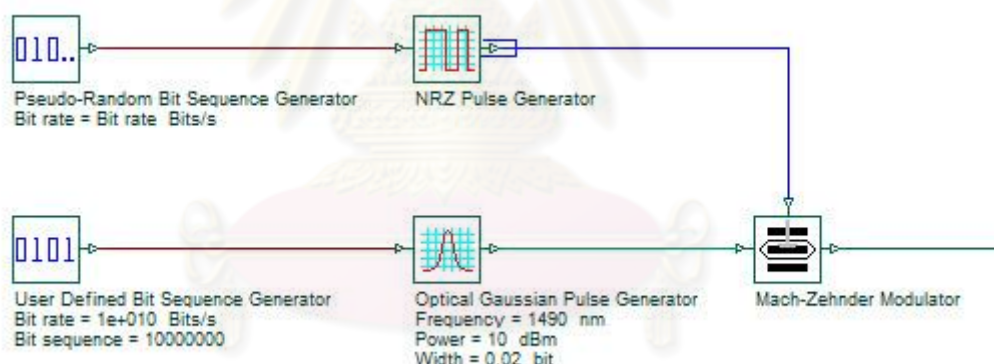 010..
Pseudo-Random Bit Sequence Generator
Bit rate = Bit rate Bits/s
NRZ Pulse Generator
0101
User Defined Bit Sequence Generator
Bit rate = 1e+010 Bits/s
Bit sequence = 10000000
Optical Gaussian Pulse Generator
Frequency = 1490 nm
Power = 10 dBm
Width = 0.02 bit
Mach-Zehnder Modulator